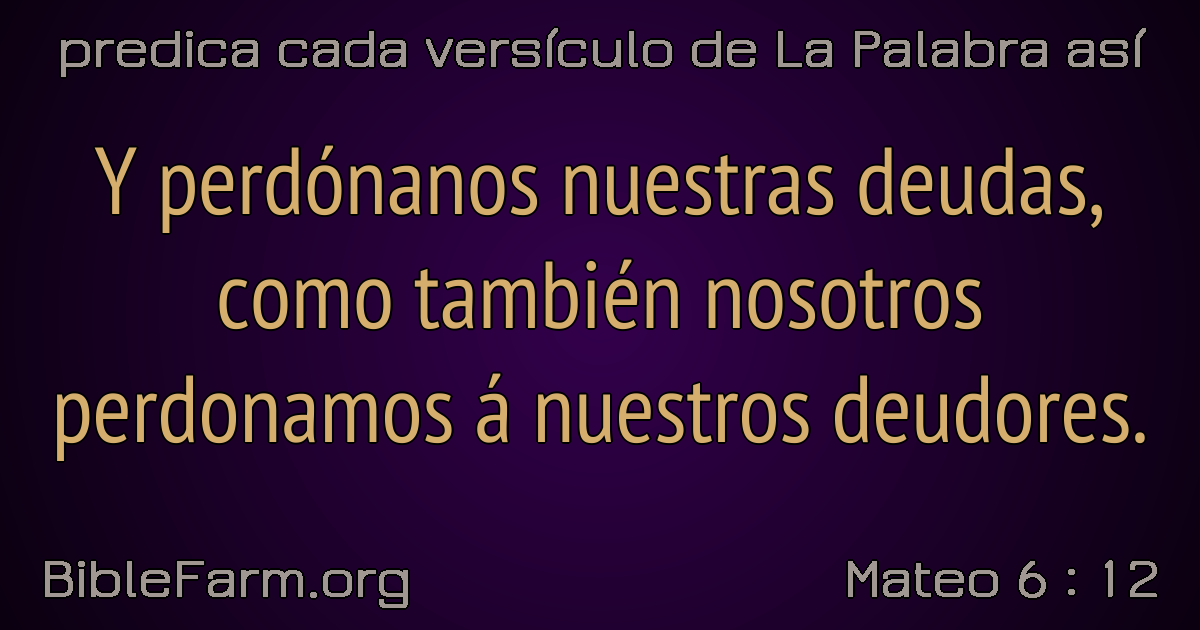 predica cada versículo de La Palabra así
Y perdónanos nuestras deudas,
como también nosotros
perdonamos á nuestros deudores.
BibleFarm.org
Mateo 6 : 12